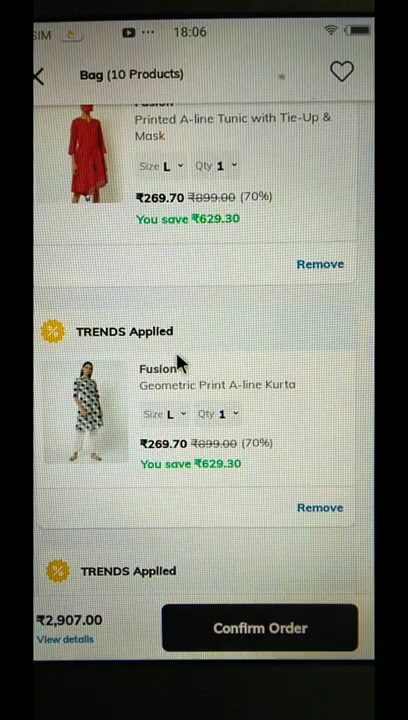 SIM 18:06
Bag (10 Products)
Fusion
Printed A-line Tunic with Tie-Up &
Mask
Size L Qty 1
₹269.70 ₹899.00 (70%)
You save ₹629.30
Remove
% TRENDS Applied
Fusion
Geometric Print A-line Kurta
Size L Qty 1
₹269.70 ₹899.00 (70%)
You save ₹629.30
Remove
% TRENDS Applied
₹2,907.00
View details
Confirm Order